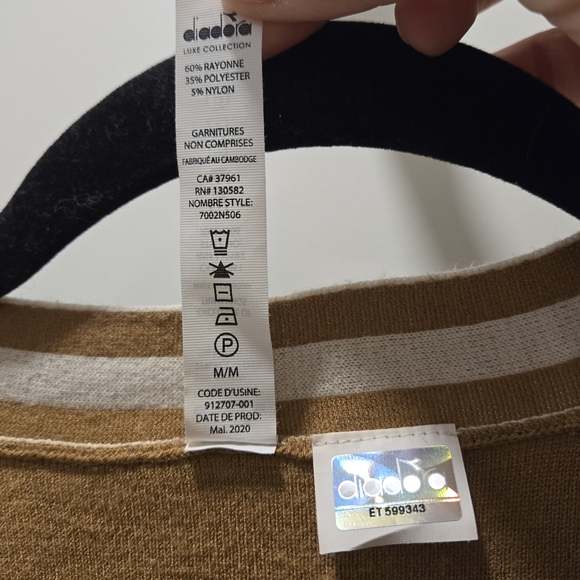 diadora
LUXE COLLECTION
60% RAYONNE
35% POLYESTER
5% NYLON
GARNITURES
NON COMPRISES
FABRIQUÉ AU CAMBODGE
CA# 37961
RN# 130582
NOMBRE STYLE:
7002N506
P
M/M
CODE D'USINE:
912707-001
DATE DE PROD:
Mal. 2020
diadora
ET 599343